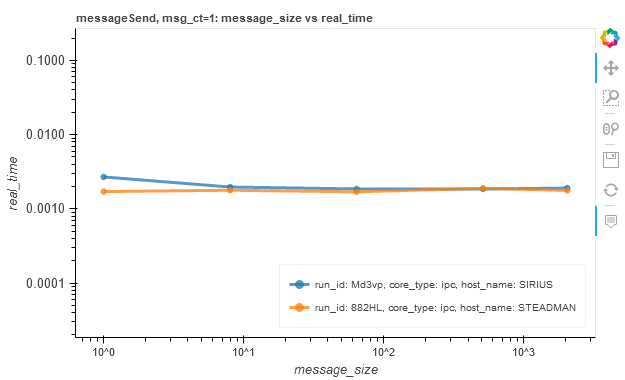 messageSend, msg_ct=1: message_size vs real_time
0.1000
0.0100
0.0010
0.0001
real_time
run_id: Md3vp, core_type: ipc, host_name: SIRIUS
run_id: 882HL, core_type: ipc, host_name: STEADMAN
10^0
10^1
10^2
10^3
message_size